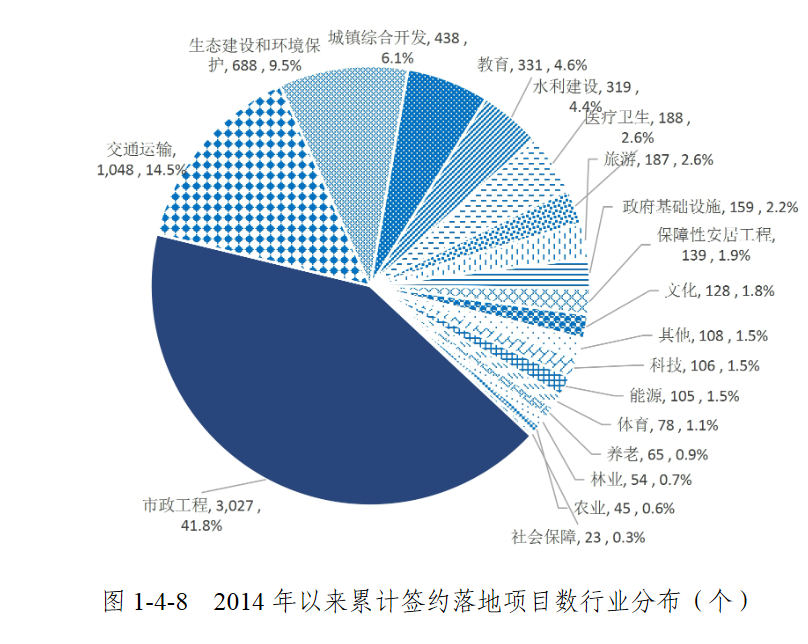 生态建设和环境保
护, 688 , 9.5%
城镇综合开发, 438 ,
6.1%
教育, 331 , 4.6%
水利建设, 319 ,
4.4%
医疗卫生, 188 ,
2.6%
旅游, 187 , 2.6%
政府基础设施, 159 , 2.2%
保障性安居工程,
139 , 1.9%
文化, 128 , 1.8%
其他, 108 , 1.5%
科技, 106 , 1.5%
能源, 105 , 1.5%
体育, 78 , 1.1%
养老, 65 , 0.9%
林业, 54 , 0.7%
农业, 45 , 0.6%
社会保障, 23 , 0.3%
市政工程, 3,027 ,
41.8%
交通运输,
1,048 , 14.5%
图 1-4-8 2014 年以来累计签约落地项目数行业分布（个）